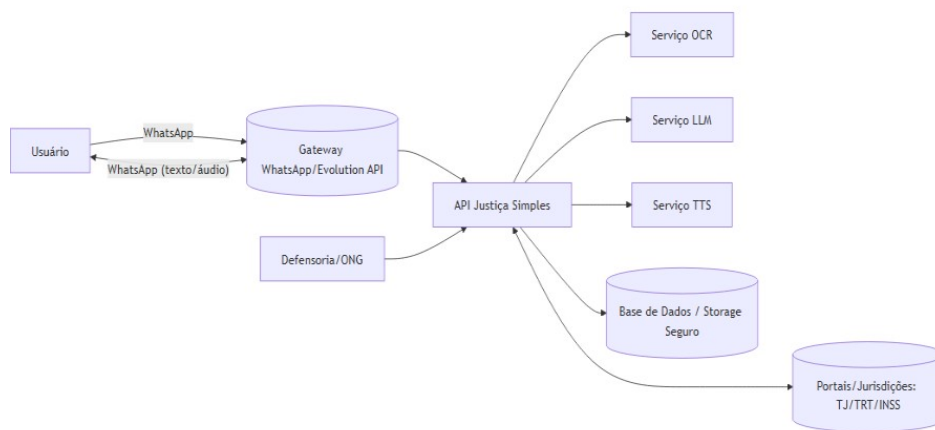 Usuário
WhatsApp
WhatsApp (texto/áudio)
Gateway
WhatsApp/Evolution API
Defensoria/ONG
API Justiça Simples
Serviço OCR
Serviço LLM
Serviço TTS
Base de Dados / Storage
Seguro
Portais/Jurisdições:
TJ/TRT/INSS